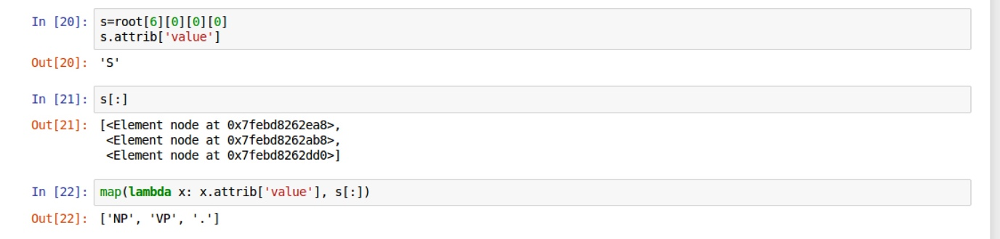 In [20]: s=root[6][0][0][0]
s.attrib['value']
Out[20]: 'S'
In [21]: s[:]
Out[21]: [<Element node at 0x7febd8262ea8>,
<Element node at 0x7febd8262ab8>,
<Element node at 0x7febd8262dd0>]
In [22]: map(lambda x: x.attrib['value'], s[:])
Out[22]: ['NP', 'VP', '.']